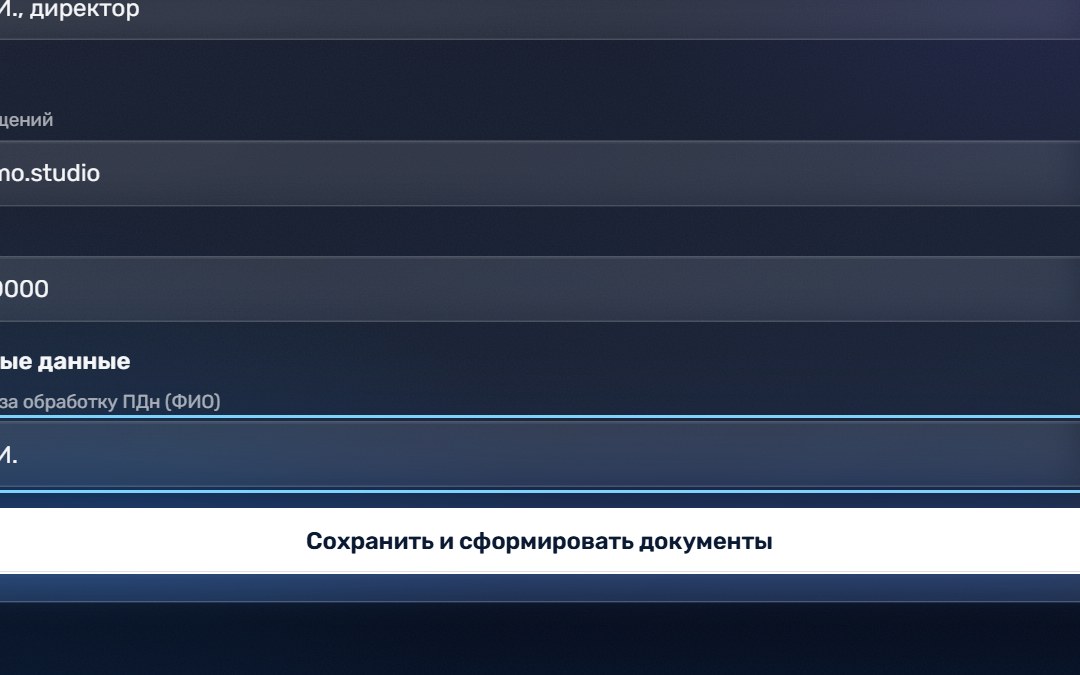 И., директор
щений
mo.studio
0000
ые данные
за обработку ПДн (ФИО)
И.
Сохранить и сформировать документы